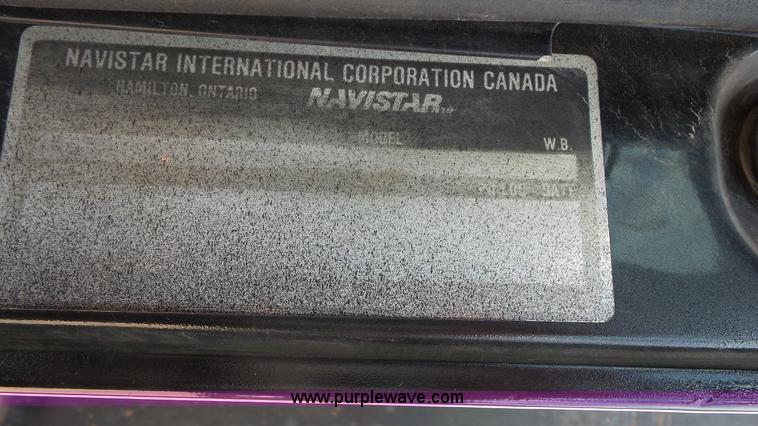 NAVISTAR INTERNATIONAL CORPORATION CANADA
HAMILTON, ONTARIO NAVISTAR
MODEL W.B.
DATE
www.purplewave.com